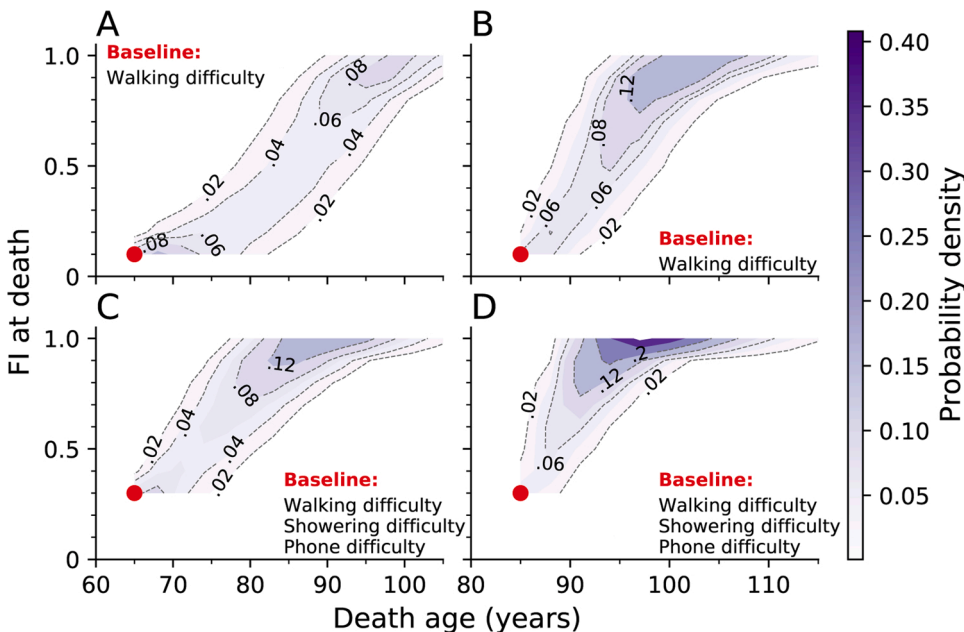 A
Baseline:
Walking difficulty
1.0
0.5
0
.08
.06
.04
.04
.02
.02
.08
.06
B
.12
.08
.06
.02
.06
.02
Baseline:
Walking difficulty
C
1.0
0.5
0
.12
.08
.04
.02
.04
.02
Baseline:
Walking difficulty
Showering difficulty
Phone difficulty
60 70 80 90 100
D
.2
.12
.02
.02
.06
Baseline:
Walking difficulty
Showering difficulty
Phone difficulty
80 90 100 110
FI at death
Death age (years)
0.40
0.35
0.30
0.25
0.20
0.15
0.10
0.05
Probability density